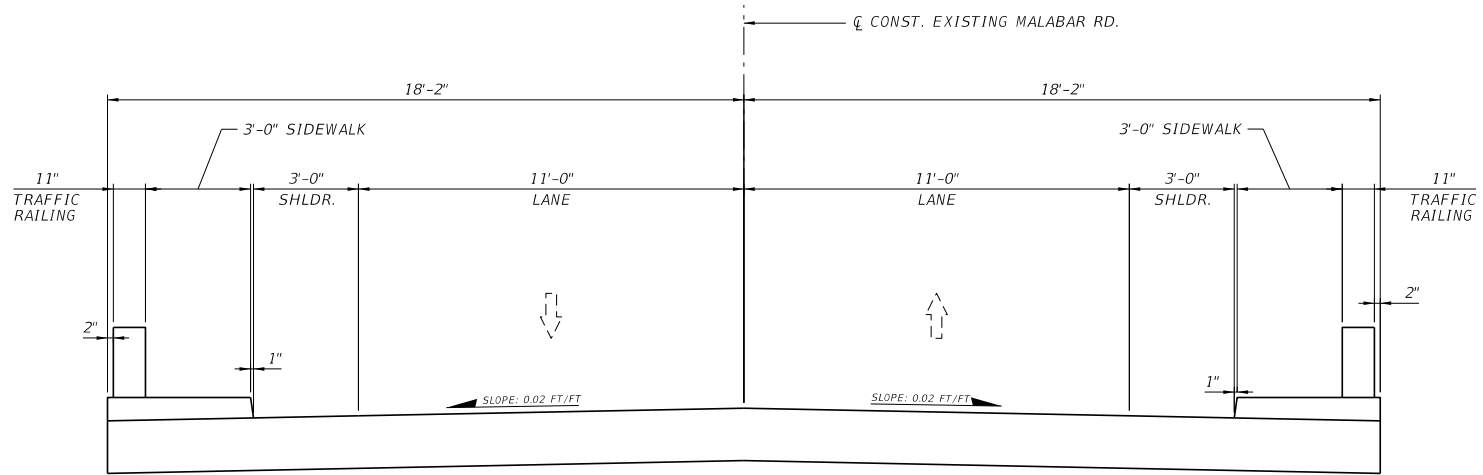 ℄ CONST. EXISTING MALABAR RD.
18'-2" 18'-2"
3'-0" SIDEWALK 3'-0" SIDEWALK
11" 3'-0" 11'-0" 11'-0" 3'-0" 11"
TRAFFIC SHLDR. LANE LANE SHLDR. TRAFFIC
RAILING RAILING
2"
2"
1"
1"
SLOPE: 0.02 FT/FT SLOPE: 0.02 FT/FT